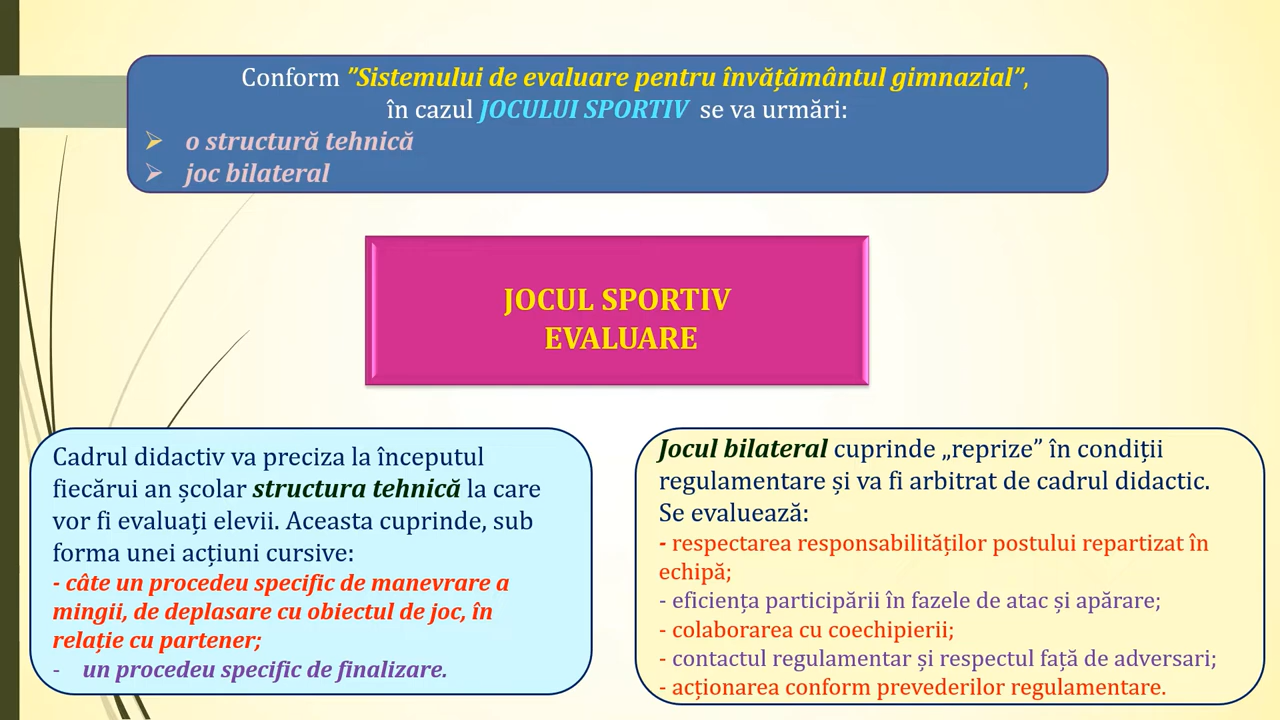 Conform ”Sistemului de evaluare pentru învățământul gimnazial”,
în cazul JOCULUI SPORTIV se va urmări:
➢ o structură tehnică
➢ joc bilateral
JOCUL SPORTIV
EVALUARE
Cadrul didactiv va preciza la începutul
fiecărui an școlar structura tehnică la care
vor fi evaluați elevii. Aceasta cuprinde, sub
forma unei acțiuni cursive:
- câte un procedeu specific de manevrare a
mingii, de deplasare cu obiectul de joc, în
relație cu partener;
- un procedeu specific de finalizare.
Jocul bilateral cuprinde „reprize” în condiții
regulamentare și va fi arbitrat de cadrul didactic.
Se evaluează:
- respectarea responsabilităților postului repartizat în
echipă;
- eficiența participării în fazele de atac și apărare;
- colaborarea cu coechipierii;
- contactul regulamentar și respectul față de adversari;
- acționarea conform prevederilor regulamentare.